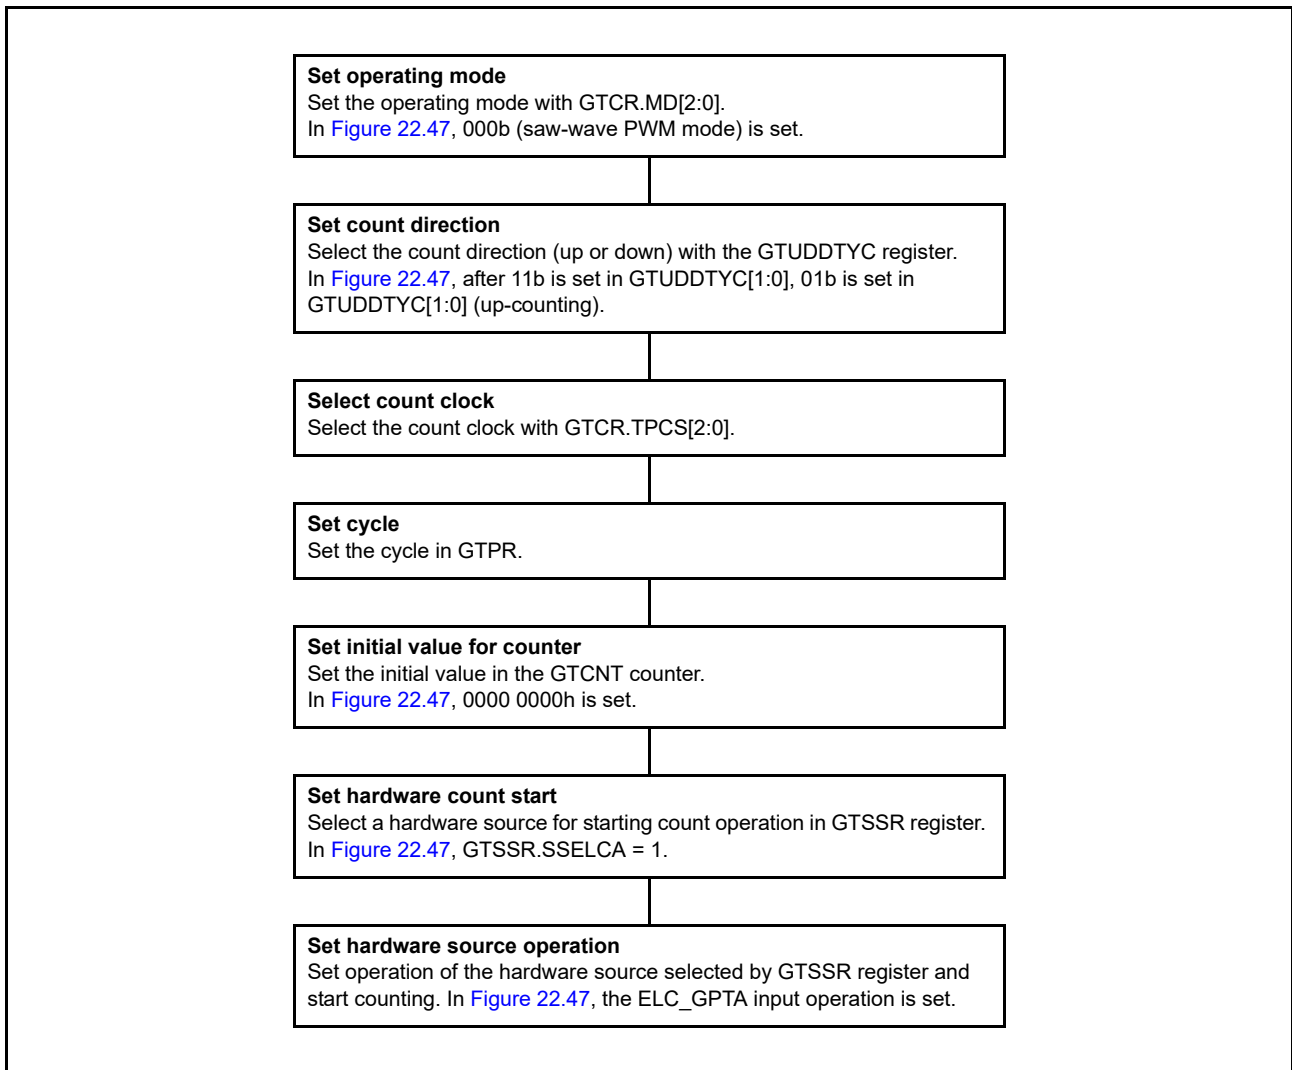 Set operating mode
Set the operating mode with GTCR.MD[2:0].
In Figure 22.47, 000b (saw-wave PWM mode) is set.
Set count direction
Select the count direction (up or down) with the GTUDDTYC register.
In Figure 22.47, after 11b is set in GTUDDTYC[1:0], 01b is set in
GTUDDTYC[1:0] (up-counting).
Select count clock
Select the count clock with GTCR.TPCS[2:0].
Set cycle
Set the cycle in GTPR.
Set initial value for counter
Set the initial value in the GTCNT counter.
In Figure 22.47, 0000 0000h is set.
Set hardware count start
Select a hardware source for starting count operation in GTSSR register.
In Figure 22.47, GTSSR.SSELCA = 1.
Set hardware source operation
Set operation of the hardware source selected by GTSSR register and
start counting. In Figure 22.47, the ELC_GPTA input operation is set.